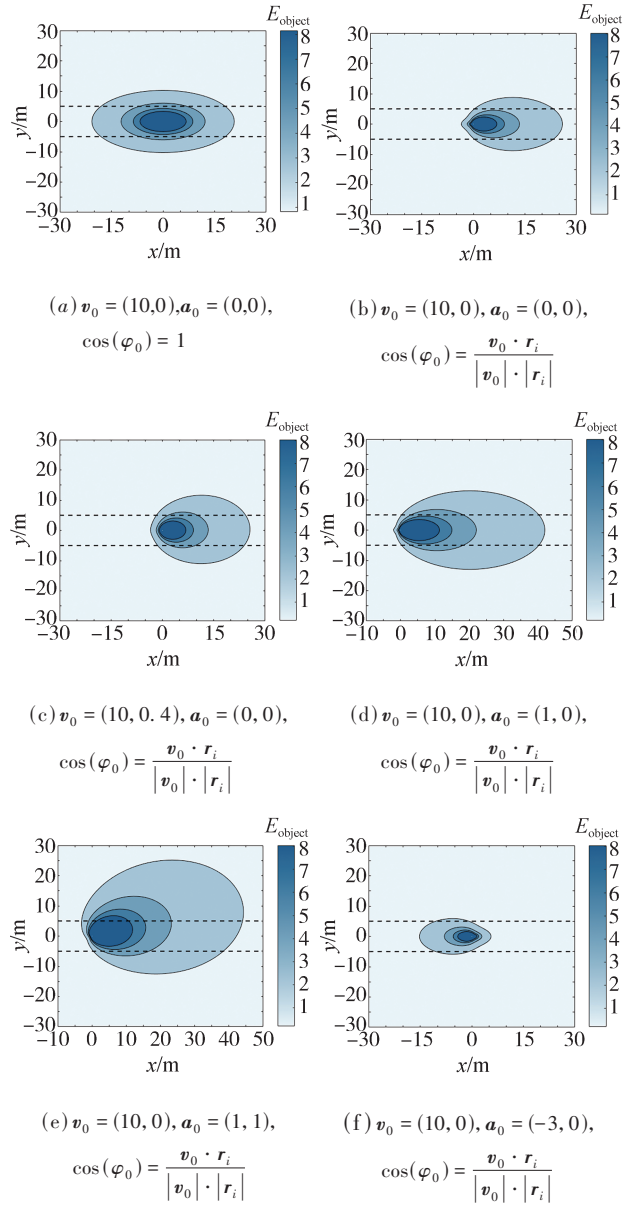 E_object
30
20
10
0
−10
−20
−30
y/m
−30 −15 0 15 30
x/m
8
7
6
5
4
3
2
1
(a) v₀ = (10,0),a₀ = (0,0),
cos(φ₀) = 1
E_object
30
20
10
0
−10
−20
−30
y/m
−30 −15 0 15 30
x/m
8
7
6
5
4
3
2
1
(b) v₀ = (10, 0), a₀ = (0, 0),
cos(φ₀) = v₀ · rᵢ / |v₀| · |rᵢ|
E_object
30
20
10
0
−10
−20
−30
y/m
−30 −15 0 15 30
x/m
8
7
6
5
4
3
2
1
(c) v₀ = (10, 0. 4), a₀ = (0, 0),
cos(φ₀) = v₀ · rᵢ / |v₀| · |rᵢ|
E_object
30
20
10
0
−10
−20
−30
y/m
−10 0 10 20 30 40 50
x/m
8
7
6
5
4
3
2
1
(d) v₀ = (10, 0), a₀ = (1, 0),
cos(φ₀) = v₀ · rᵢ / |v₀| · |rᵢ|
E_object
30
20
10
0
−10
−20
−30
y/m
−10 0 10 20 30 40 50
x/m
8
7
6
5
4
3
2
1
(e) v₀ = (10, 0), a₀ = (1, 1),
cos(φ₀) = v₀ · rᵢ / |v₀| · |rᵢ|
E_object
30
20
10
0
−10
−20
−30
y/m
−30 −15 0 15 30
x/m
8
7
6
5
4
3
2
1
(f) v₀ = (10, 0), a₀ = (−3, 0),
cos(φ₀) = v₀ · rᵢ / |v₀| · |rᵢ|